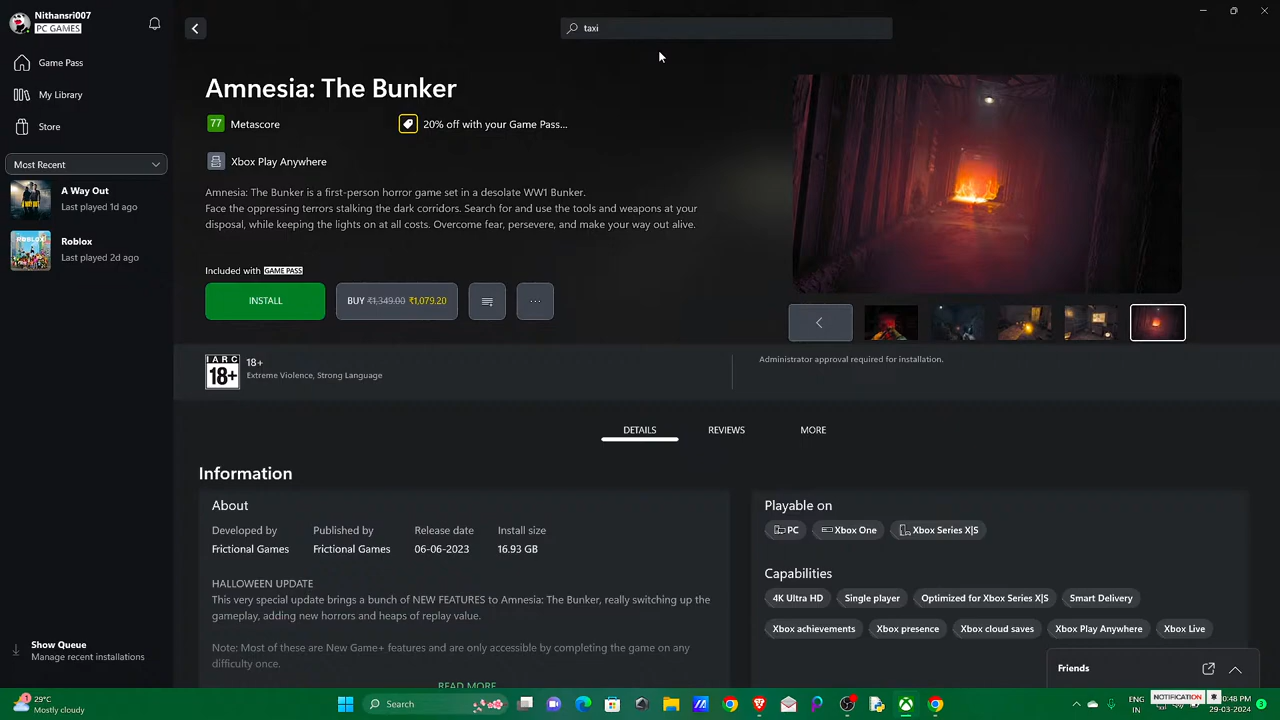 Nithansri007
PC GAMES
taxi
Game Pass
My Library
Store
Most Recent
A Way Out
Last played 1d ago
ROBLOX
Roblox
Last played 2d ago
Show Queue
Manage recent installations
Amnesia: The Bunker
77 Metascore
20% off with your Game Pass...
Xbox Play Anywhere
Amnesia: The Bunker is a first-person horror game set in a desolate WW1 Bunker.
Face the oppressing terrors stalking the dark corridors. Search for and use the tools and weapons at your
disposal, while keeping the lights on at all costs. Overcome fear, persevere, and make your way out alive.
Included with GAME PASS
INSTALL
BUY ₹1,349.00 ₹1,079.20
IARC
18+
18+
Extreme Violence, Strong Language
Administrator approval required for installation.
DETAILS
REVIEWS
MORE
Information
About
Developed by
Published by
Release date
Install size
Frictional Games
Frictional Games
06-06-2023
16.93 GB
HALLOWEEN UPDATE
This very special update brings a bunch of NEW FEATURES to Amnesia: The Bunker, really switching up the
gameplay, adding new horrors and heaps of replay value.
Note: Most of these are New Game+ features and are only accessible by completing the game on any
difficulty once.
READ MORE
Playable on
PC
Xbox One
Xbox Series X|S
Capabilities
4K Ultra HD
Single player
Optimized for Xbox Series X|S
Smart Delivery
Xbox achievements
Xbox presence
Xbox cloud saves
Xbox Play Anywhere
Xbox Live
Friends
29°C
Mostly cloudy
Search
ENG
IN
NOTIFICATION
0:48 PM
29-03-2024
3